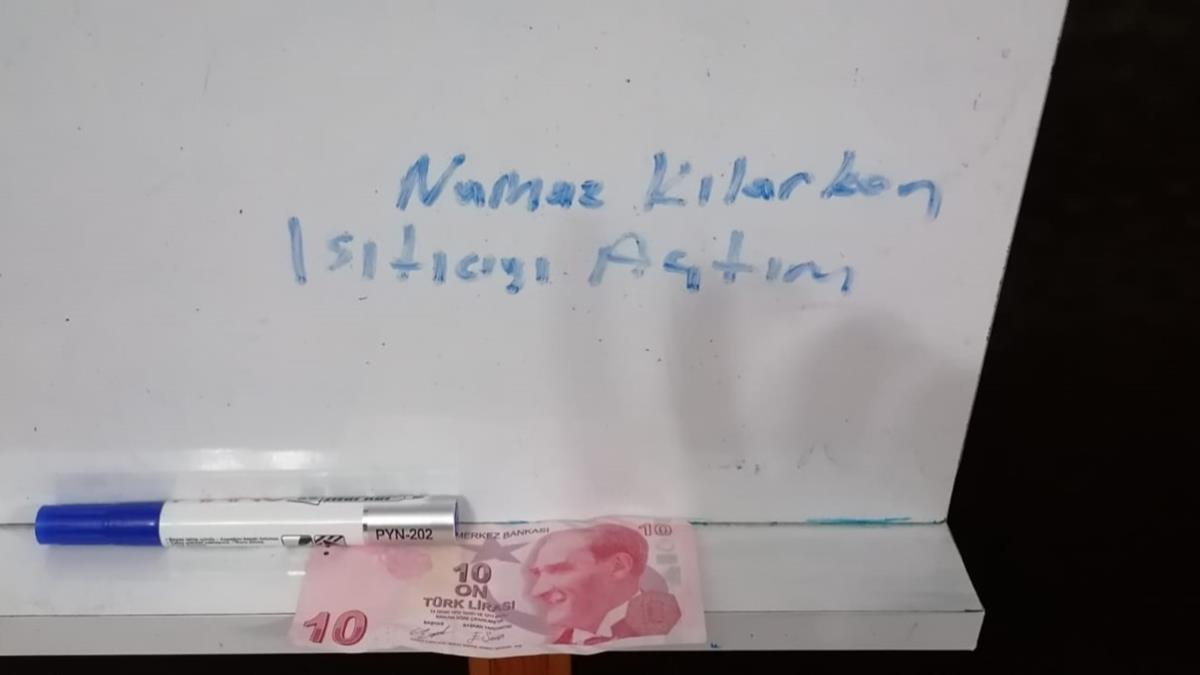 Namaz Kılarken
Isıtıcıyı Açtım
PYN-202
MERKEZ BANKASI
10
10
ON
TÜRK LİRASI
10